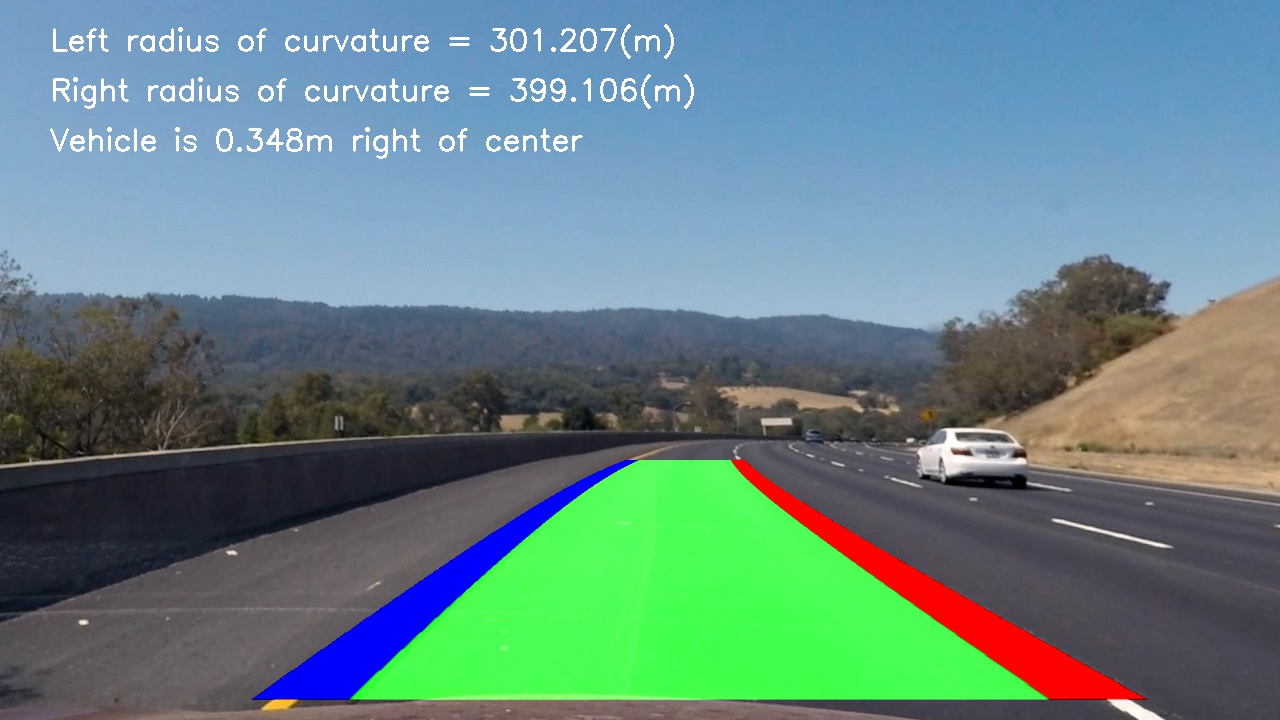 Left radius of curvature = 301.207(m)
Right radius of curvature = 399.106(m)
Vehicle is 0.348m right of center